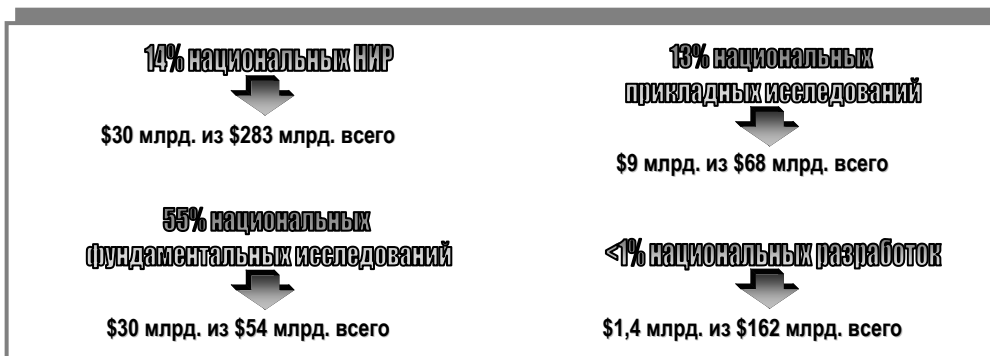 14% национальных НИР
$30 млрд. из $283 млрд. всего
55% национальных
фундаментальных исследований
$30 млрд. из $54 млрд. всего
13% национальных
прикладных исследований
$9 млрд. из $68 млрд. всего
<1% национальных разработок
$1,4 млрд. из $162 млрд. всего